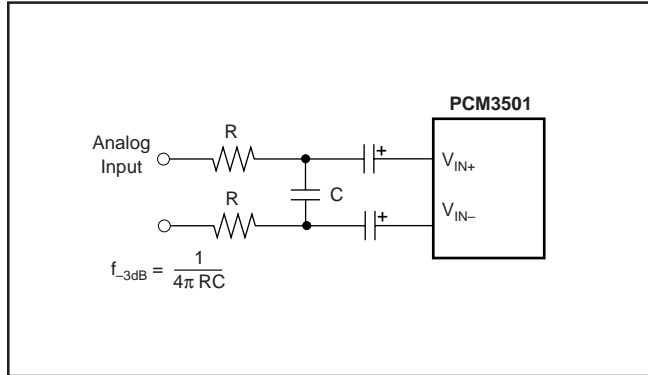 PCM3501
Analog
Input
R
+
V_IN+
C
R
+
V_IN–
f_–3dB = 1
4π RC